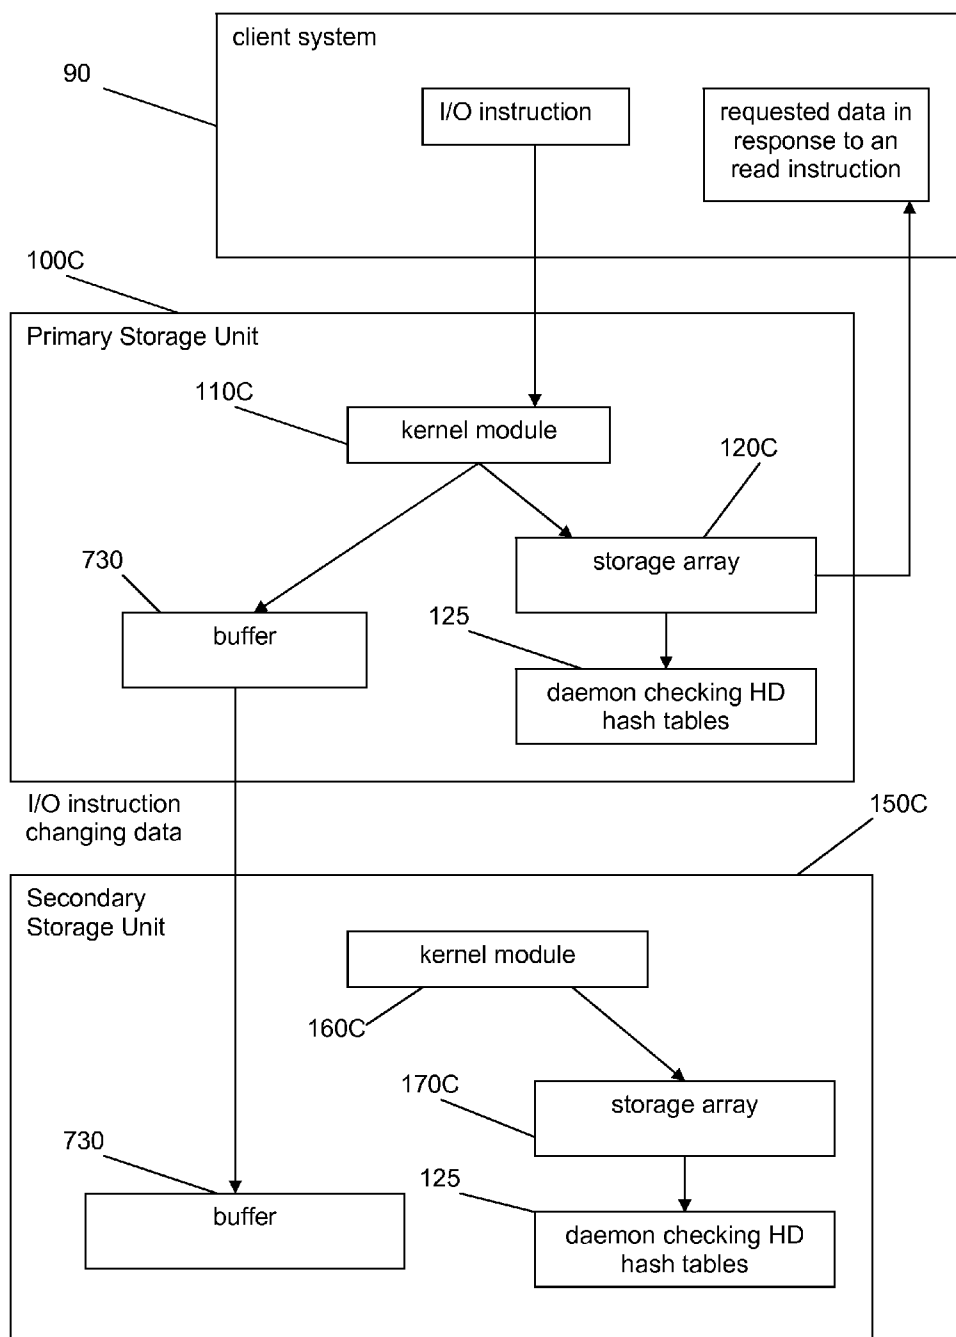 client system
90
I/O instruction
requested data in
response to an
read instruction
100C
Primary Storage Unit
110C
kernel module
120C
storage array
730
buffer
125
daemon checking HD
hash tables
I/O instruction
changing data
150C
Secondary
Storage Unit
kernel module
160C
170C
storage array
730
buffer
125
daemon checking HD
hash tables